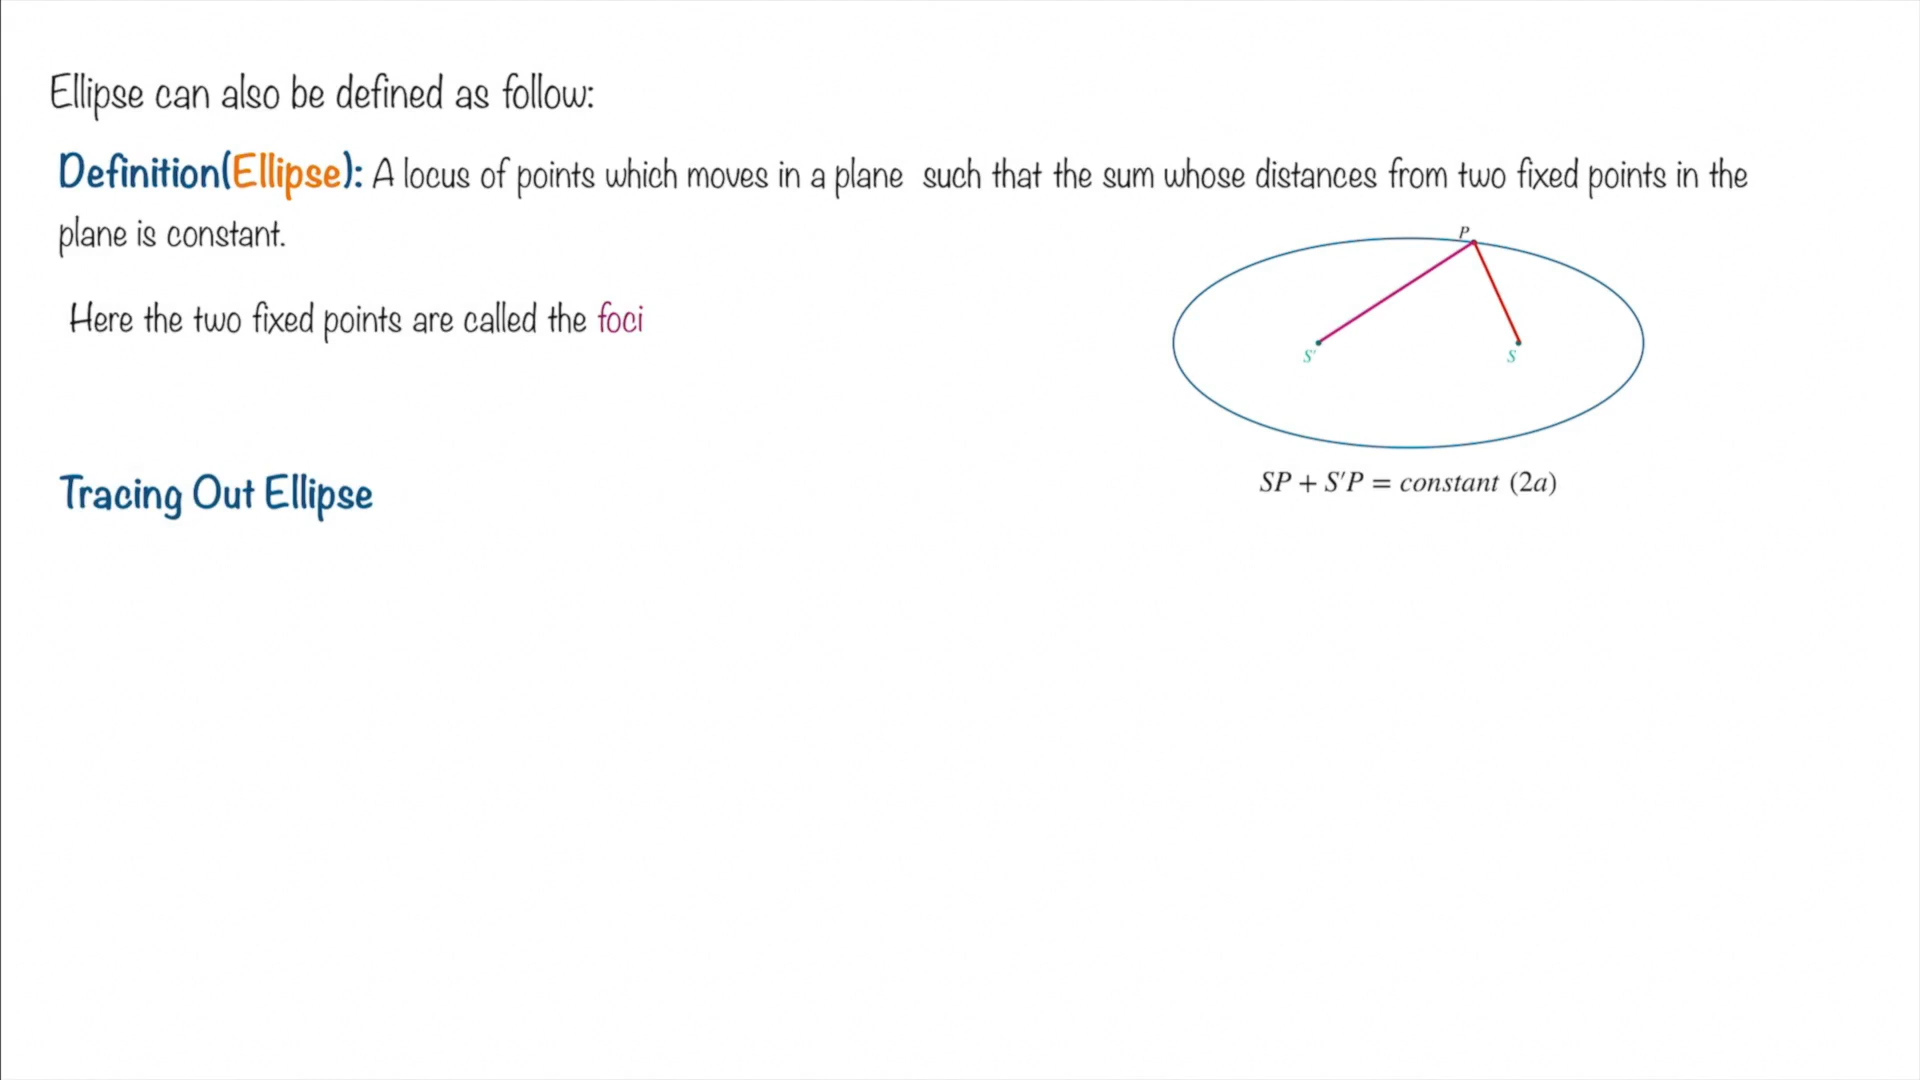 Ellipse can also be defined as follow:
Definition(Ellipse): A locus of points which moves in a plane such that the sum whose distances from two fixed points in the
plane is constant.
P
Here the two fixed points are called the foci
S' S
SP + S′P = constant (2a)
Tracing Out Ellipse